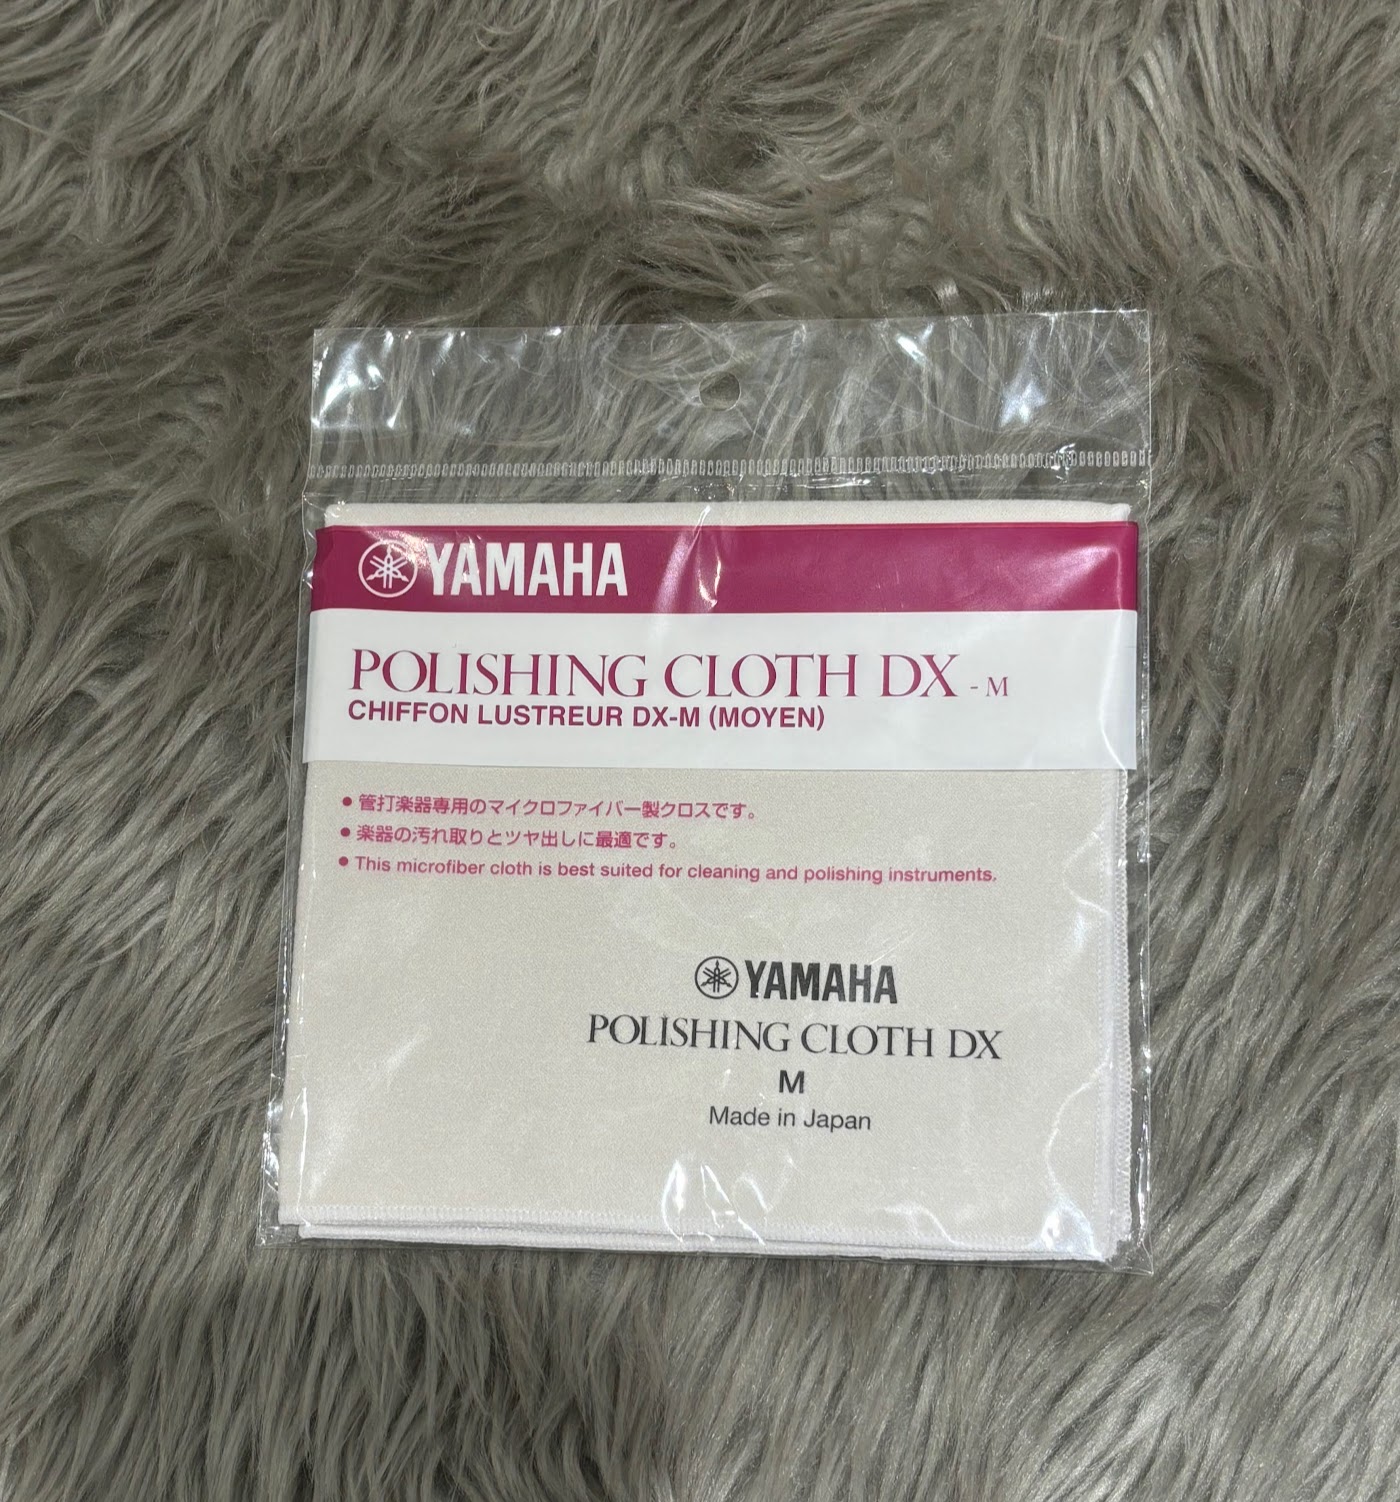 YAMAHA
POLISHING CLOTH DX - M
CHIFFON LUSTREUR DX-M (MOYEN)
● 管打楽器専用のマイクロファイバー製クロスです。
● 楽器の汚れ取りとツヤ出しに最適です。
● This microfiber cloth is best suited for cleaning and polishing instruments.
YAMAHA
POLISHING CLOTH DX
M
Made in Japan